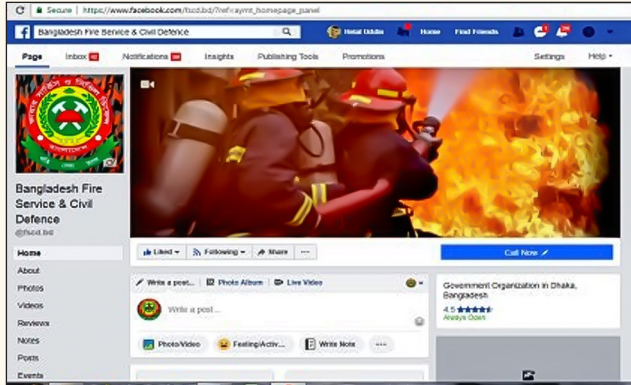 Secure | https://www.facebook.com/fscd.bd/?ref=aymt_homepage_panel
Bangladesh Fire Service & Civil Defence
Helal Uddin Home Find Friends
Page Inbox Notifications Insights Publishing Tools Promotions Settings Help
বাংলাদেশ
Bangladesh Fire
Service & Civil
Defence
@fscd.bd
Liked Following Share ...
Call Now
Home
About
Photos
Videos
Reviews
Notes
Posts
Events
Write a post... Photo Album Live Video
Write a post...
Photo/Video Feeling/Activ... Write Note ...
Government Organization in Dhaka,
Bangladesh
4.5 ★★★★★
Always Open